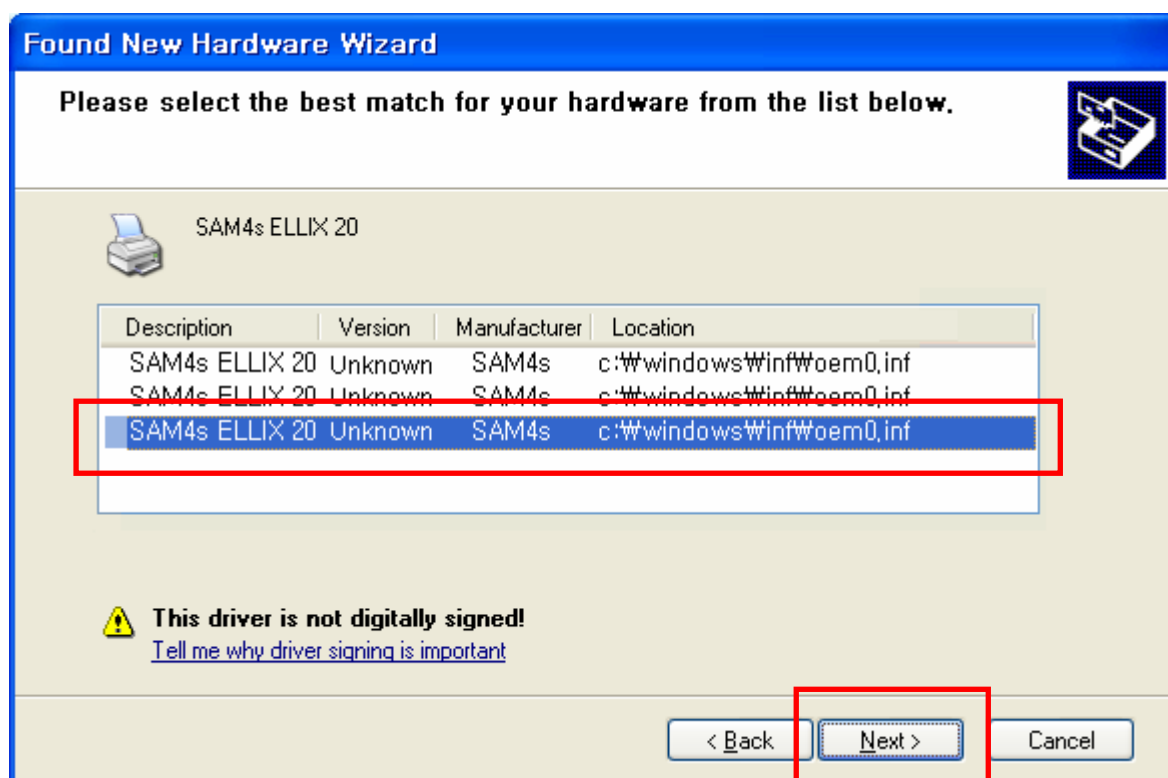 Found New Hardware Wizard
Please select the best match for your hardware from the list below.
SAM4s ELLIX 20
Description Version Manufacturer Location
SAM4s ELLIX 20 Unknown SAM4s c:₩windows₩inf₩oem0.inf
SAM4s ELLIX 20 Unknown SAM4s c:₩windows₩inf₩oem0.inf
SAM4s ELLIX 20 Unknown SAM4s c:₩windows₩inf₩oem0.inf
This driver is not digitally signed!
Tell me why driver signing is important
< Back Next > Cancel